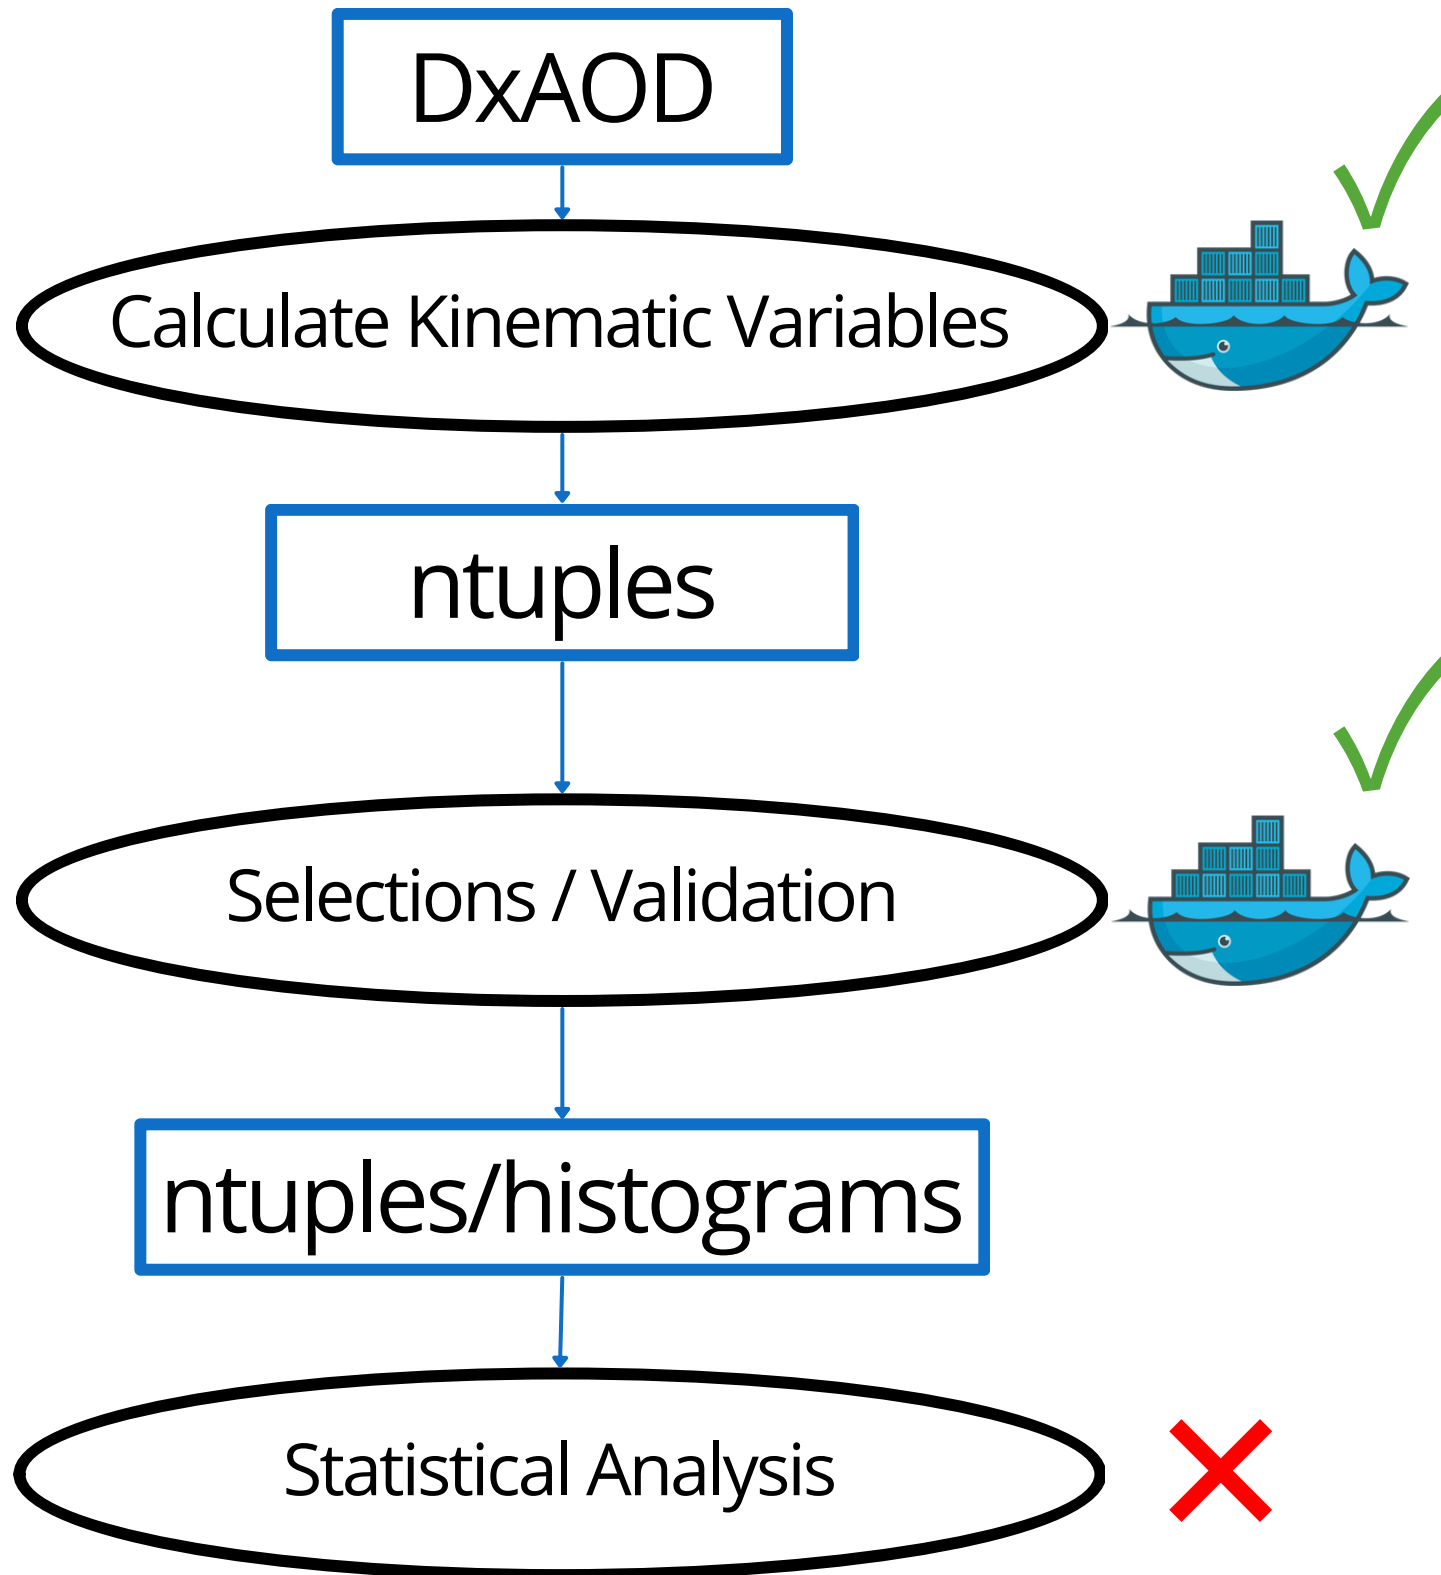 DxAOD
Calculate Kinematic Variables
ntuples
Selections / Validation
ntuples/histograms
Statistical Analysis